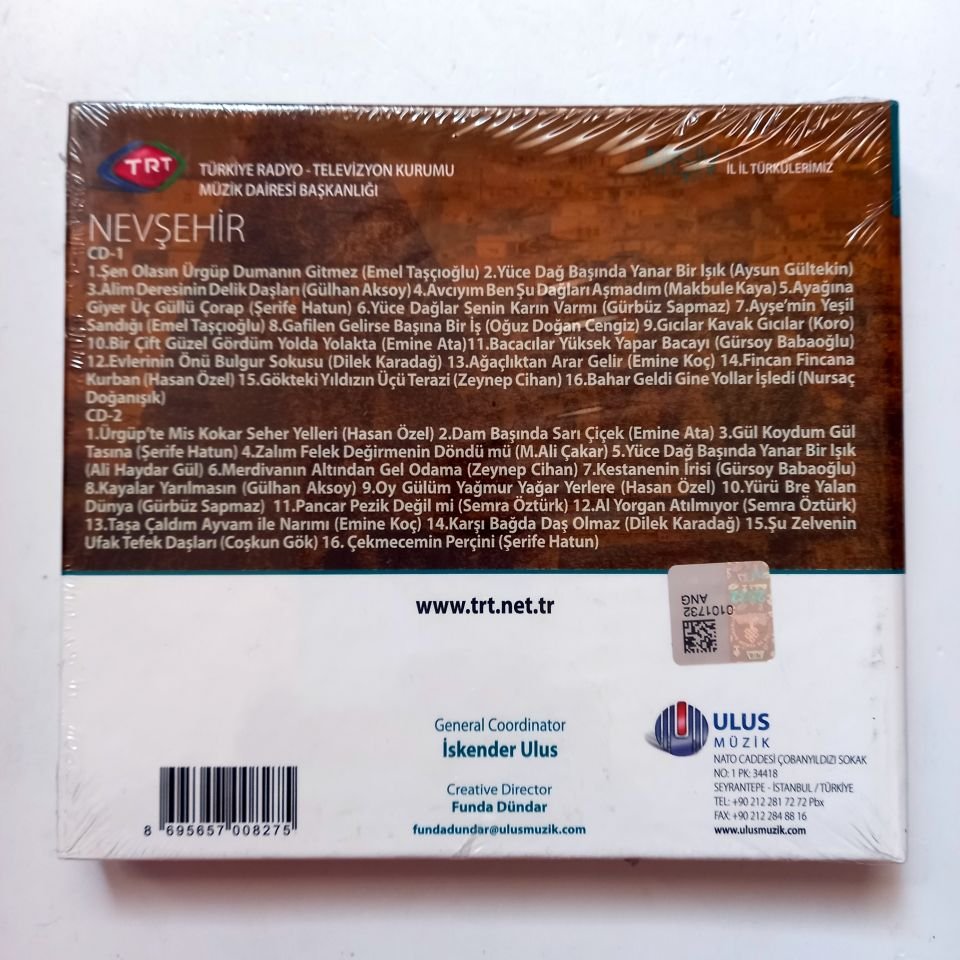 TRT
TÜRKİYE RADYO - TELEVİZYON KURUMU
MÜZİK DAİRESİ BAŞKANLIĞI
İL İL TÜRKÜLERİMİZ
NEVŞEHİR
CD-1
1.Şen Olasın Ürgüp Dumanın Gitmez (Emel Taşçıoğlu) 2.Yüce Dağ Başında Yanar Bir Işık (Aysun Gültekin)
3.Alim Deresinin Delik Daşları (Gülhan Aksoy) 4.Avcıyım Ben Şu Dağları Aşmadım (Makbule Kaya) 5.Ayağına
Giyer Üç Güllü Çorap (Şerife Hatun) 6.Yüce Dağlar Senin Karın Varmı (Gürbüz Sapmaz) 7.Ayşe'min Yeşil
Sandığı (Emel Taşçıoğlu) 8.Gafilen Gelirse Başına Bir İş (Oğuz Doğan Cengiz) 9.Gıcılar Kavak Gıcılar (Koro)
10.Bir Çift Güzel Gördüm Yolda Yolakta (Emine Ata)11.Bacacılar Yüksek Yapar Bacayı (Gürsoy Babaoğlu)
12.Evlerinin Önü Bulgur Sokusu (Dilek Karadağ) 13.Ağaçlıktan Arar Gelir (Emine Koç) 14.Fincan Fincana
Kurban (Hasan Özel) 15.Gökteki Yıldızın Üçü Terazi (Zeynep Cihan) 16.Bahar Geldi Gine Yollar İşledi (Nursaç
Doğanışık)
CD-2
1.Ürgüp'te Mis Kokar Seher Yelleri (Hasan Özel) 2.Dam Başında Sarı Çiçek (Emine Ata) 3.Gül Koydum Gül
Tasına (Şerife Hatun) 4.Zalım Felek Değirmenin Döndü mü (M.Ali Çakar) 5.Yüce Dağ Başında Yanar Bir Işık
(Ali Haydar Gül) 6.Merdivanın Altından Gel Odama (Zeynep Cihan) 7.Kestanenin İrisi (Gürsoy Babaoğlu)
8.Kayalar Yarılmasın (Gülhan Aksoy) 9.Oy Gülüm Yağmur Yağar Yerlere (Hasan Özel) 10.Yürü Bre Yalan
Dünya (Gürbüz Sapmaz) 11.Pancar Pezik Değil mi (Semra Öztürk) 12.Al Yorgan Atılmıyor (Semra Öztürk)
13.Taşa Çaldım Ayvam ile Narımı (Emine Koç) 14.Karşı Bağda Daş Olmaz (Dilek Karadağ) 15.Şu Zelvenin
Ufak Tefek Daşları (Coşkun Gök) 16. Çekmecemin Perçini (Şerife Hatun)
www.trt.net.tr
0101732
ANG
General Coordinator
İskender Ulus
Creative Director
Funda Dündar
fundadundar@ulusmuzik.com
ULUS
MÜZİK
NATO CADDESİ ÇOBANYILDIZI SOKAK
NO: 1 PK: 34418
SEYRANTEPE - İSTANBUL / TÜRKİYE
TEL: +90 212 281 72 72 Pbx
FAX: +90 212 284 88 16
www.ulusmuzik.com
8 695657 008275